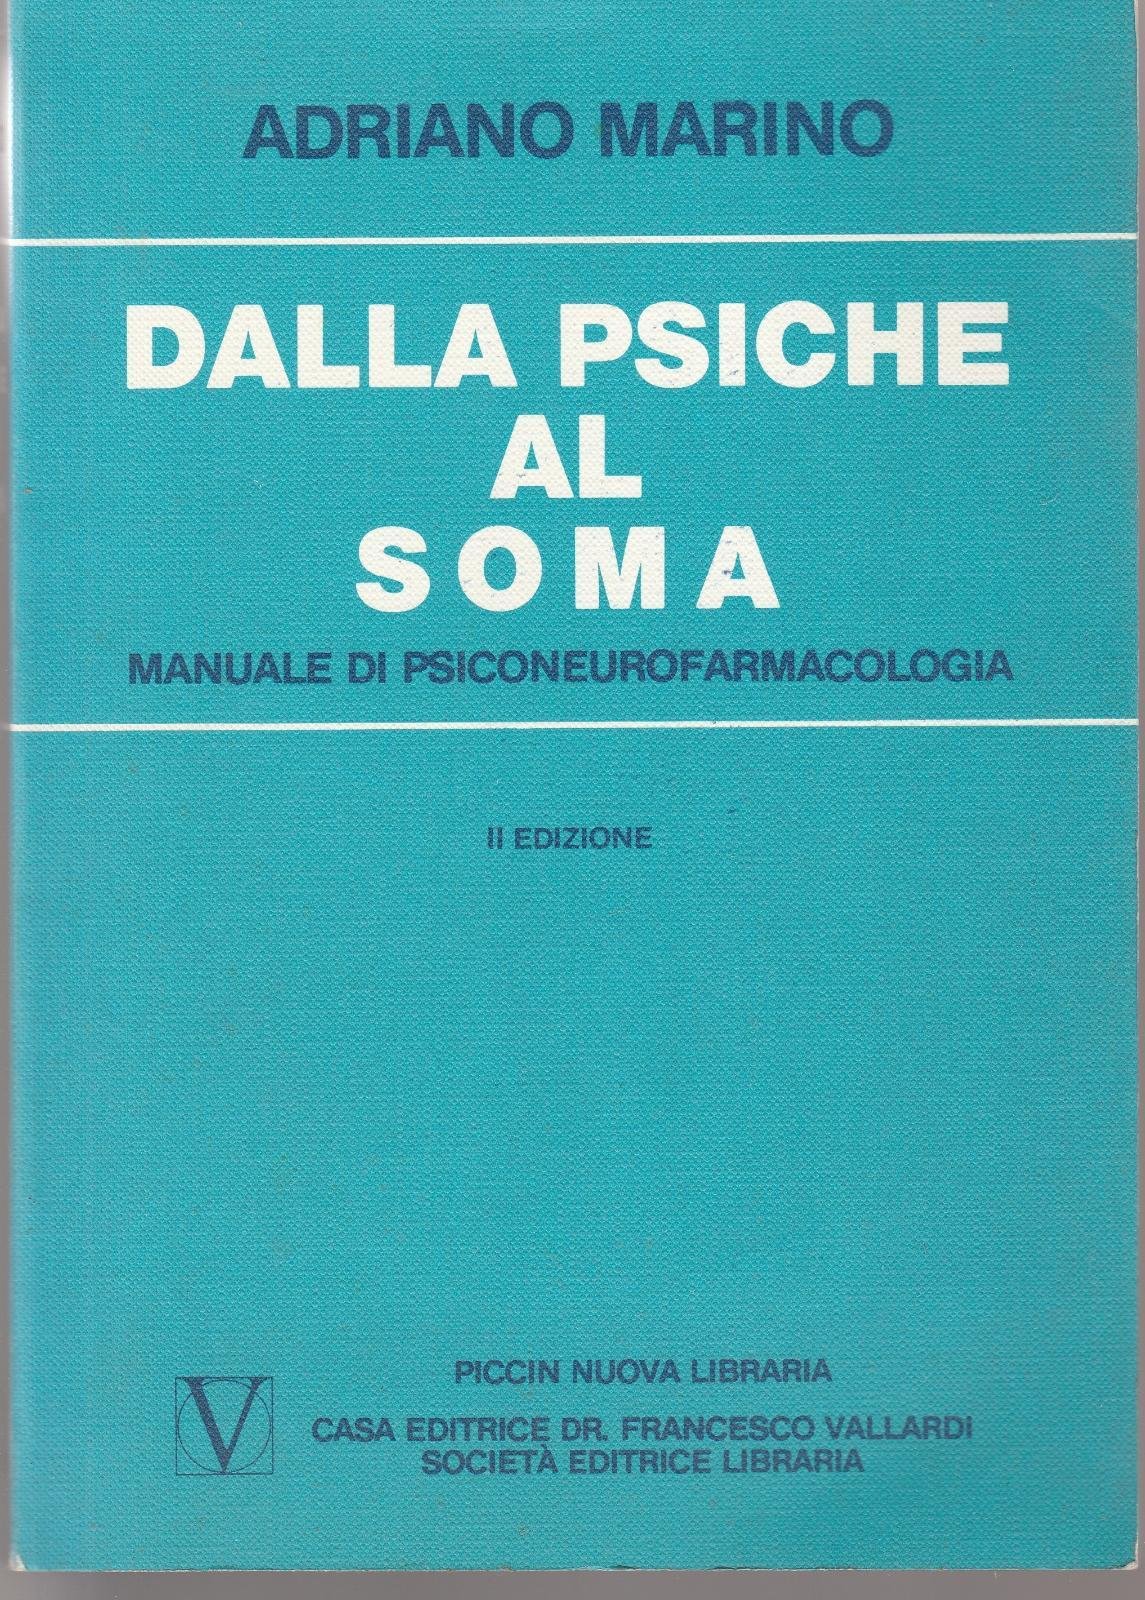 ADRIANO MARINO
DALLA PSICHE
AL
SOMA
MANUALE DI PSICONEUROFARMACOLOGIA
II EDIZIONE
PICCIN NUOVA LIBRARIA
V
CASA EDITRICE DR. FRANCESCO VALLARDI
SOCIETÀ EDITRICE LIBRARIA